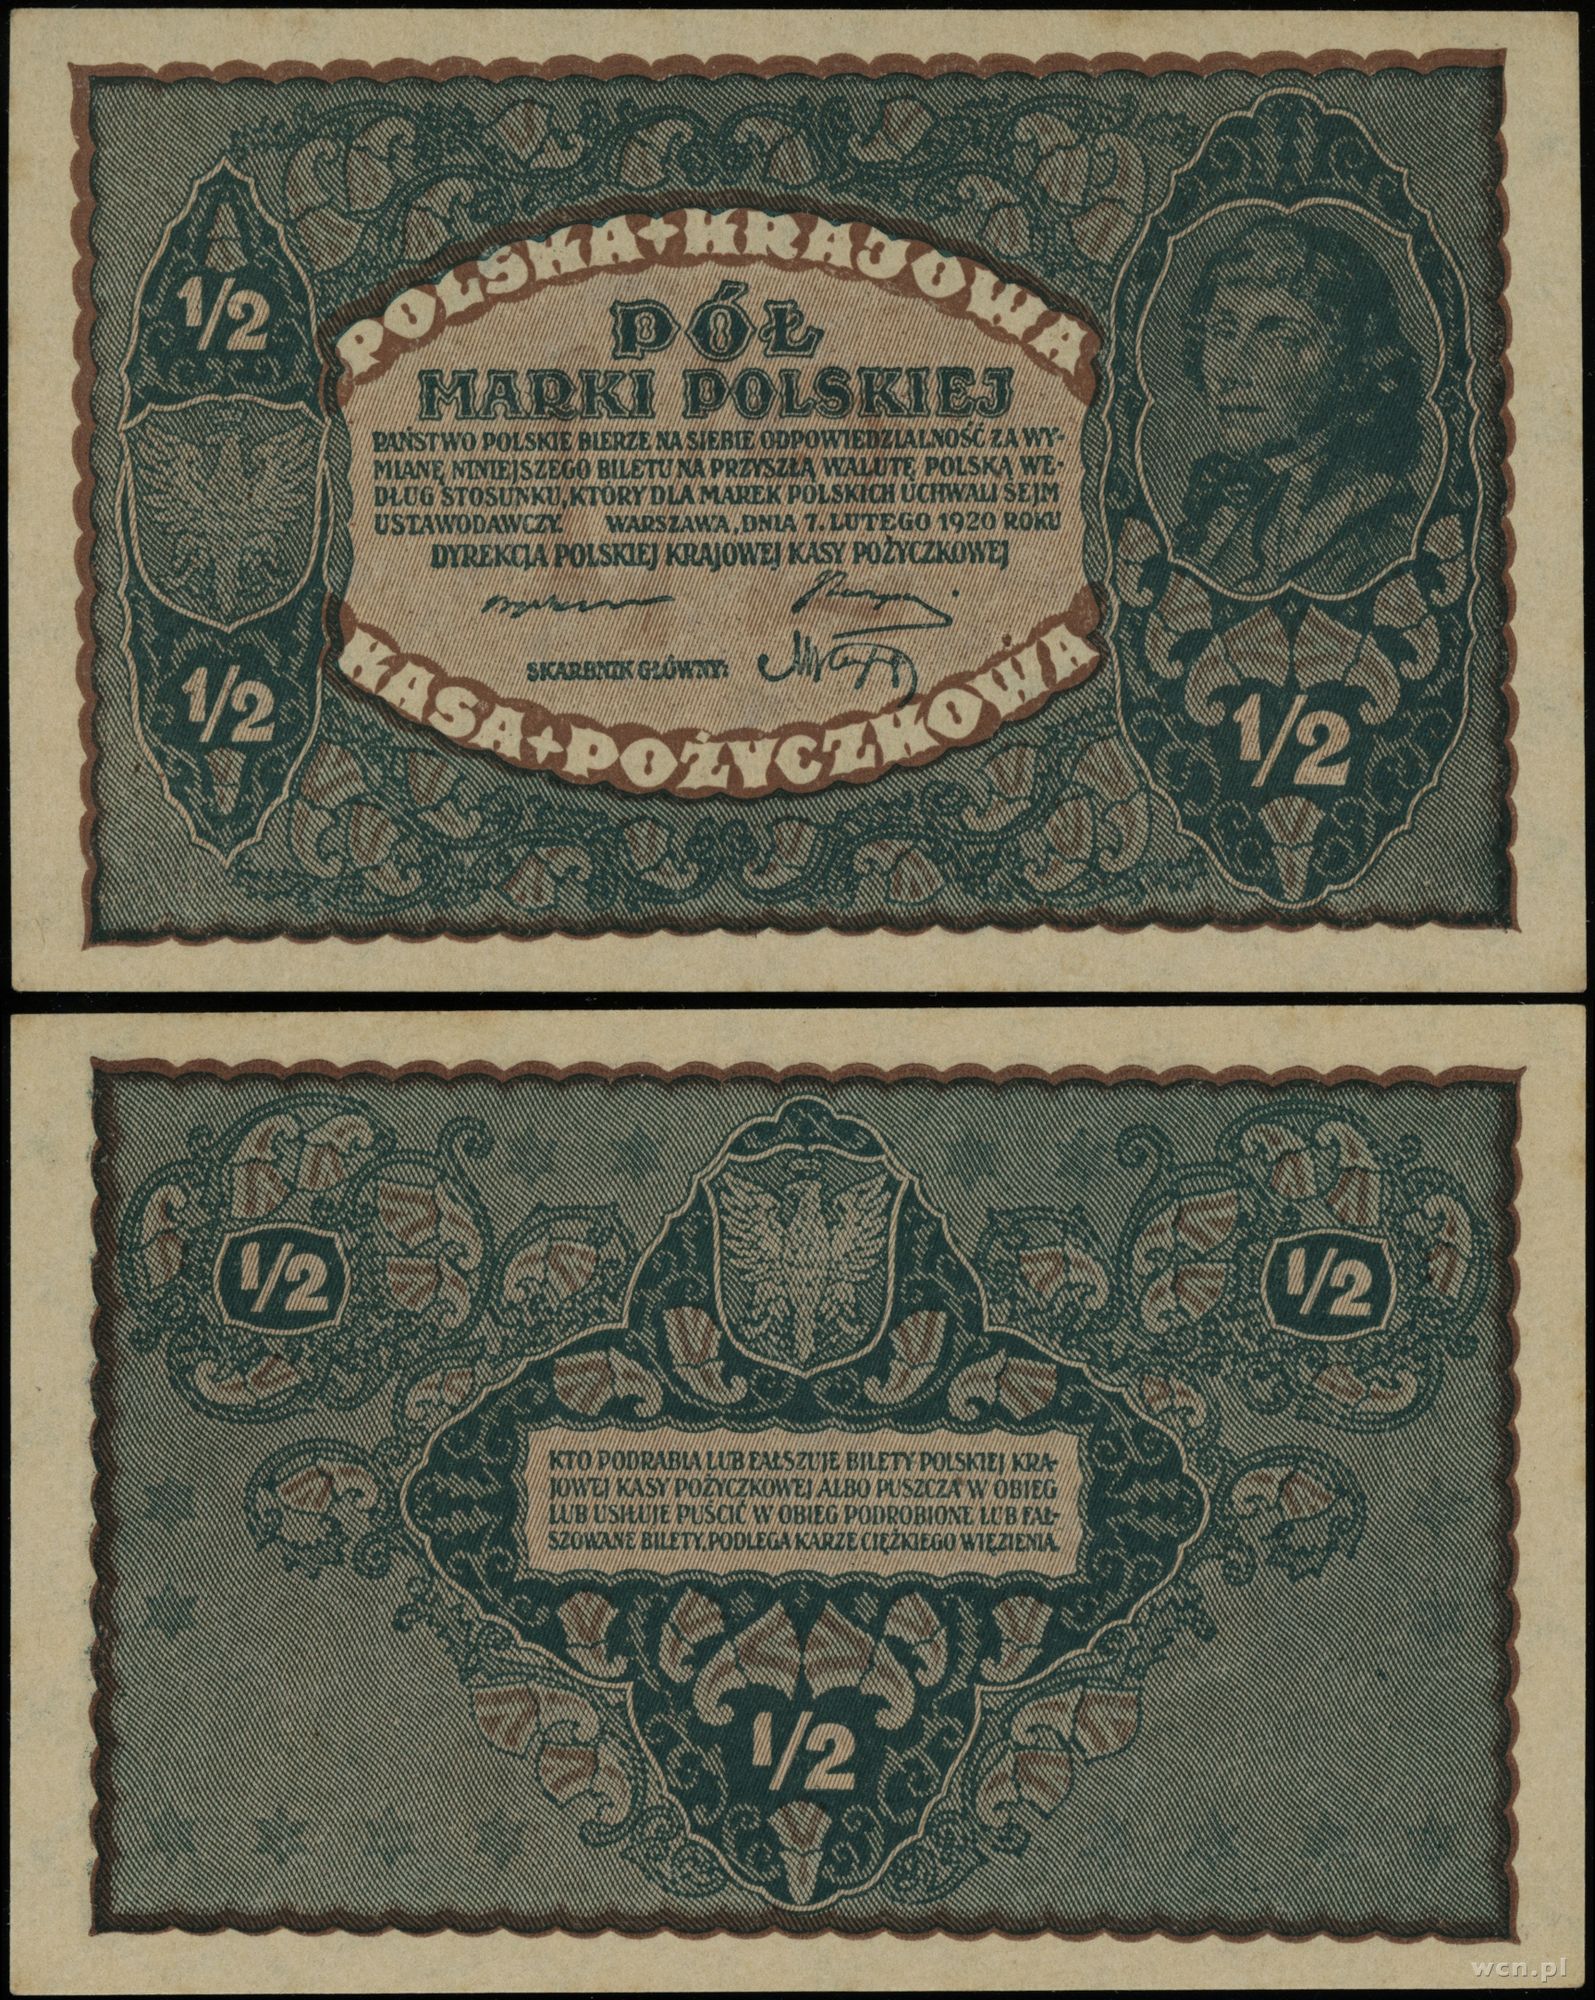 POLSKA + KRAJOWA
1/2
PÓŁ
MARKI POLSKIEJ
PAŃSTWO POLSKIE BIERZE NA SIEBIE ODPOWIEDZIALNOŚĆ ZA WY-
MIANĘ NINIEJSZEGO BILETU NA PRZYSZŁĄ WALUTĘ POLSKĄ WE-
DŁUG STOSUNKU, KTÓRY DLA MAREK POLSKICH UCHWALI SEJM
USTAWODAWCZY. WARSZAWA, DNIA 7. LUTEGO 1920 ROKU
DYREKCJA POLSKIEJ KRAJOWEJ KASY POŻYCZKOWEJ
SKARBNIK GŁÓWNY:
1/2
1/2
KASA + POŻYCZKOWA
1/2
1/2
KTO PODRABIA LUB FAŁSZUJE BILETY POLSKIEJ KRA-
JOWEJ KASY POŻYCZKOWEJ ALBO PUSZCZA W OBIEG
LUB USIŁUJE PUŚCIĆ W OBIEG PODROBIONE LUB FAŁ-
SZOWANE BILETY, PODLEGA KARZE CIĘŻKIEGO WIĘZIENIA.
1/2
wcn.pl